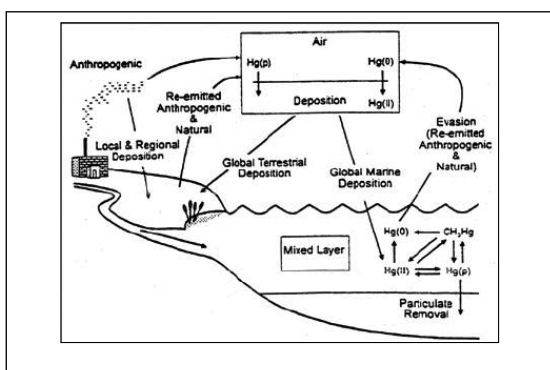 Air
Anthropogenic
Hg(p)
Hg(0)
Re-emitted
Anthropogenic
&
Natural
Deposition
Hg(II)
Local & Regional
Deposition
Global Terrestrial
Deposition
Global Marine
Deposition
Evasion
(Re-emitted
Anthropogenic
&
Natural)
Hg(0)
CH₃Hg
Mixed Layer
Hg(II)
Hg(p)
Particulate
Removal